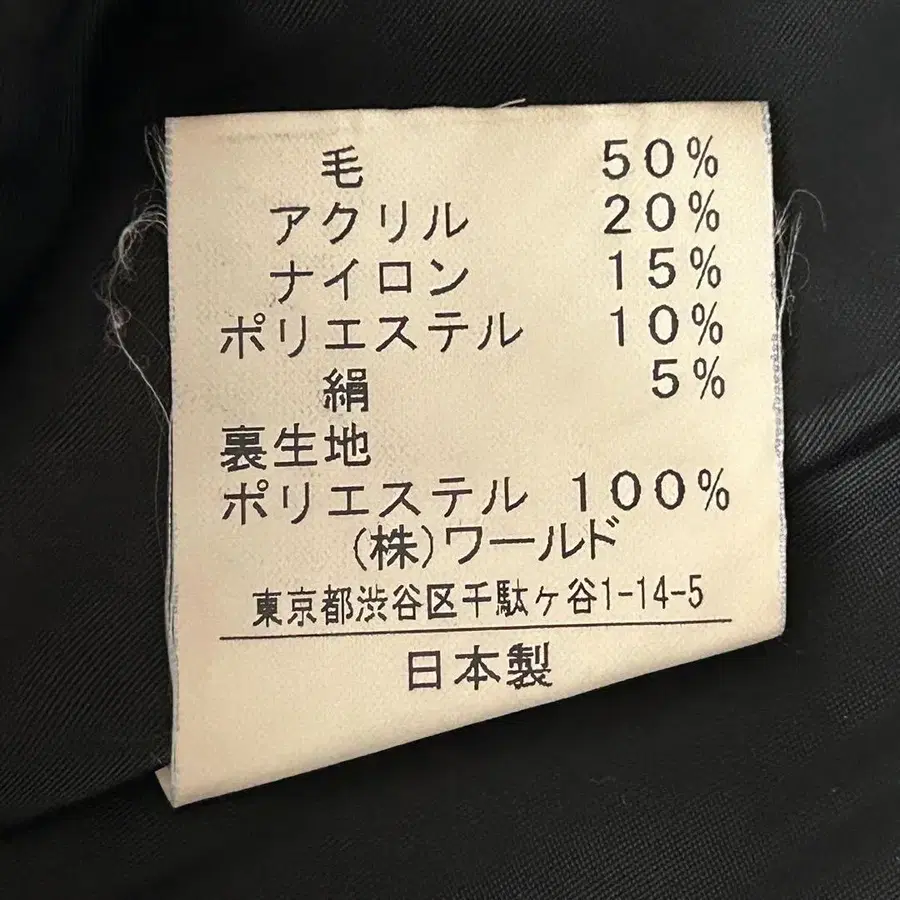 毛 50%
アクリル 20%
ナイロン 15%
ポリエステル 10%
絹 5%
裏生地
ポリエステル 100%
(株)ワールド
東京都渋谷区千駄ヶ谷1-14-5
日本製